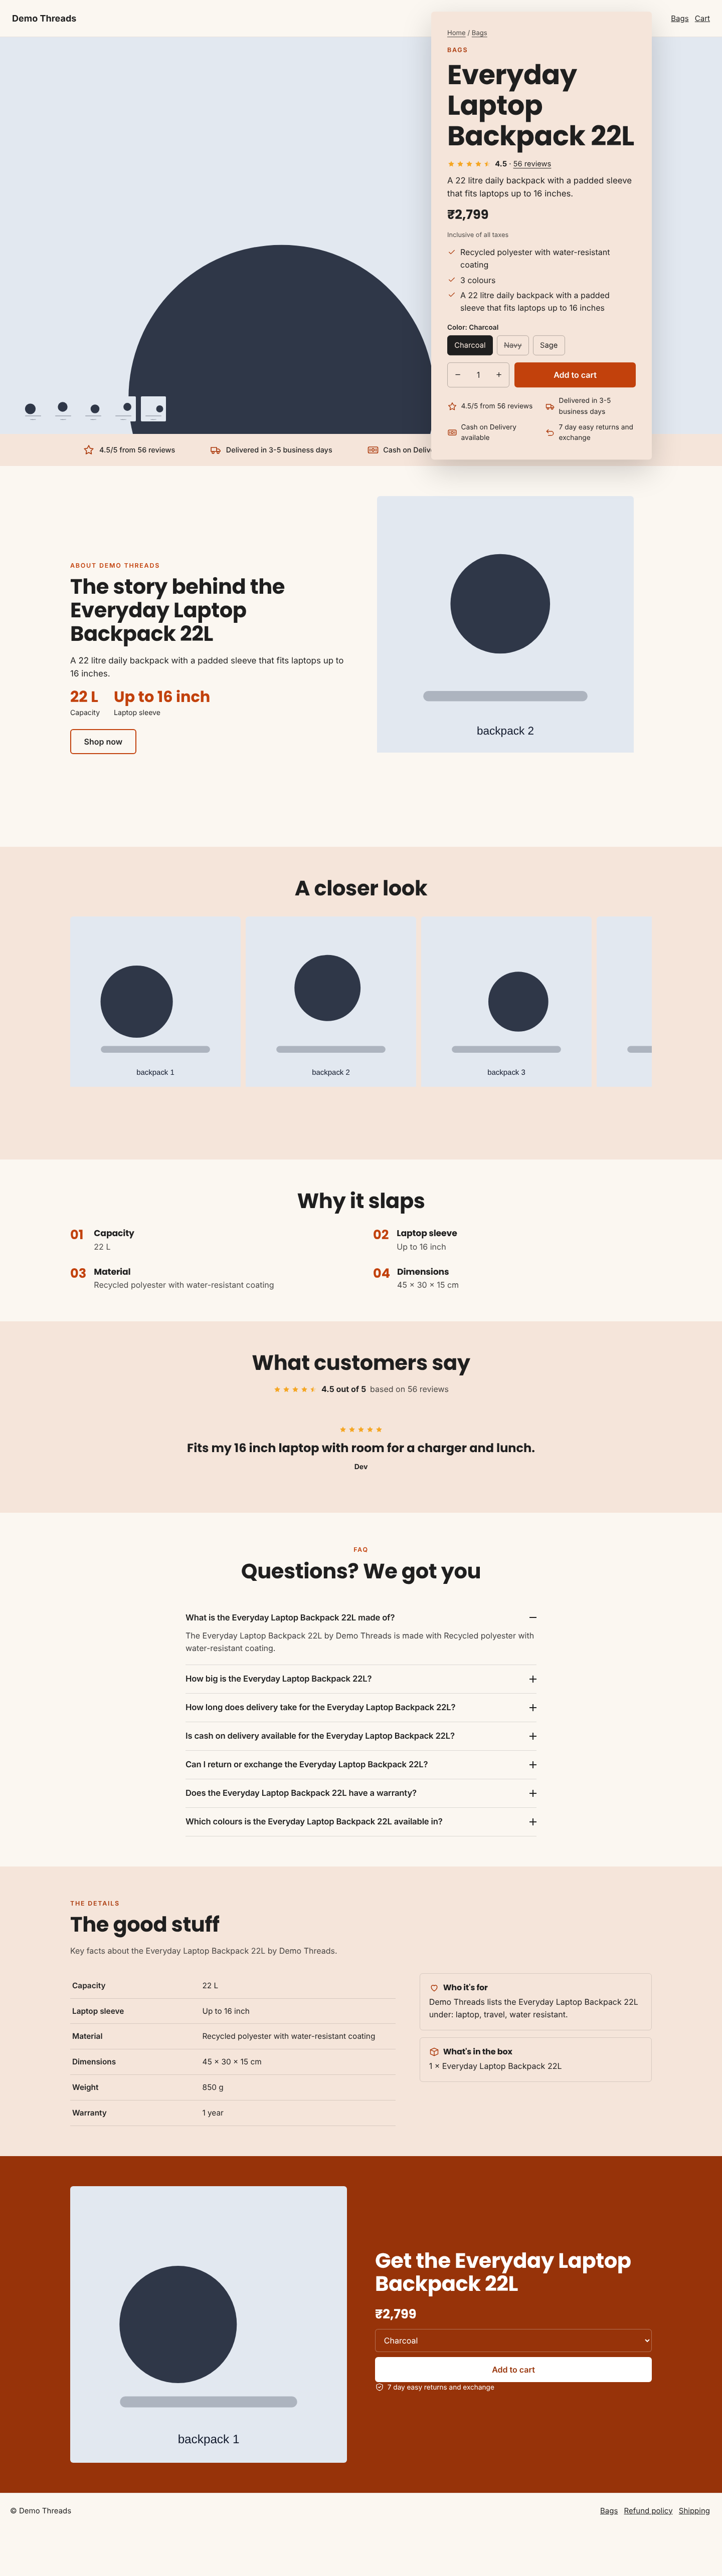 Demo Threads
Bags Cart
Home / Bags
BAGS
Everyday
Laptop
Backpack 22L
4.5 · 56 reviews
A 22 litre daily backpack with a padded sleeve
that fits laptops up to 16 inches.
₹2,799
Inclusive of all taxes
Recycled polyester with water-resistant
coating
3 colours
A 22 litre daily backpack with a padded
sleeve that fits laptops up to 16 inches
Color: Charcoal
Charcoal Navy Sage
− 1 + Add to cart
4.5/5 from 56 reviews
Delivered in 3-5
business days
Cash on Delivery
available
7 day easy returns and
exchange
4.5/5 from 56 reviews Delivered in 3-5 business days Cash on Delive
ABOUT DEMO THREADS
The story behind the
Everyday Laptop
Backpack 22L
A 22 litre daily backpack with a padded sleeve that fits laptops up to
16 inches.
22 L Up to 16 inch
Capacity Laptop sleeve
Shop now
backpack 2
A closer look
backpack 1 backpack 2 backpack 3
Why it slaps
01 Capacity
22 L
02 Laptop sleeve
Up to 16 inch
03 Material
Recycled polyester with water-resistant coating
04 Dimensions
45 × 30 × 15 cm
What customers say
4.5 out of 5 based on 56 reviews
Fits my 16 inch laptop with room for a charger and lunch.
Dev
FAQ
Questions? We got you
What is the Everyday Laptop Backpack 22L made of?
The Everyday Laptop Backpack 22L by Demo Threads is made with Recycled polyester with
water-resistant coating.
How big is the Everyday Laptop Backpack 22L?
How long does delivery take for the Everyday Laptop Backpack 22L?
Is cash on delivery available for the Everyday Laptop Backpack 22L?
Can I return or exchange the Everyday Laptop Backpack 22L?
Does the Everyday Laptop Backpack 22L have a warranty?
Which colours is the Everyday Laptop Backpack 22L available in?
THE DETAILS
The good stuff
Key facts about the Everyday Laptop Backpack 22L by Demo Threads.
Capacity 22 L
Laptop sleeve Up to 16 inch
Material Recycled polyester with water-resistant coating
Dimensions 45 × 30 × 15 cm
Weight 850 g
Warranty 1 year
Who it's for
Demo Threads lists the Everyday Laptop Backpack 22L
under: laptop, travel, water resistant.
What's in the box
1 × Everyday Laptop Backpack 22L
backpack 1
Get the Everyday Laptop
Backpack 22L
₹2,799
Charcoal
Add to cart
7 day easy returns and exchange
© Demo Threads
Bags Refund policy Shipping